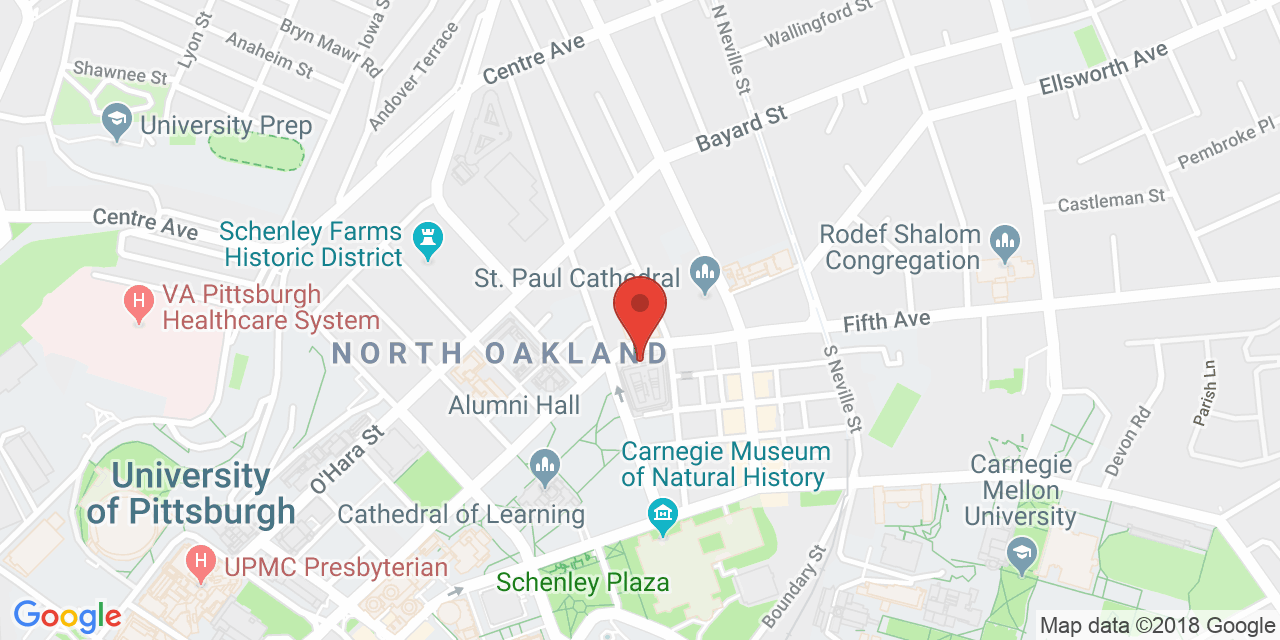 Wallingford St
N Neville St
Iowa St
Lyon St
Bryn Mawr Rd
Anaheim St
Andover Terrace
Centre Ave
Shawnee St
Ellsworth Ave
University Prep
Bayard St
Pembroke Pl
Castleman St
Centre Ave
Schenley Farms
Historic District
Rodef Shalom
Congregation
St. Paul Cathedral
H
VA Pittsburgh
Healthcare System
Fifth Ave
NORTH OAKLAND
S Neville St
Parish Ln
Alumni Hall
Devon Rd
O'Hara St
Carnegie Museum
of Natural History
University
of Pittsburgh
Carnegie
Mellon
University
Cathedral of Learning
H
UPMC Presbyterian
Schenley Plaza
Boundary St
Google
Map data ©2018 Google